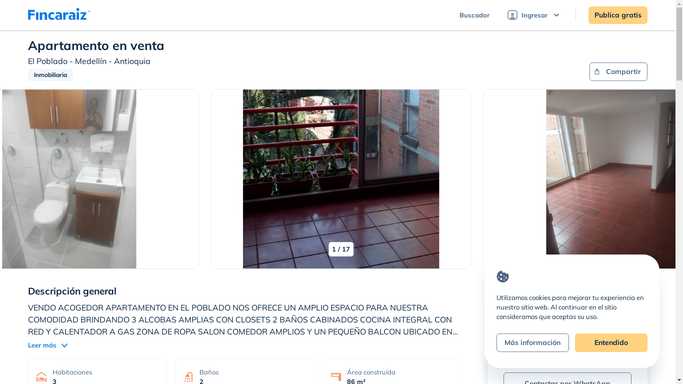 Fincaraiz
Buscador
Ingresar
Publica gratis
Apartamento en venta
El Poblado - Medellín - Antioquia
Inmobiliaria
Compartir
1 / 17
Descripción general
VENDO ACOGEDOR APARTAMENTO EN EL POBLADO NOS OFRECE UN AMPLIO ESPACIO PARA NUESTRA
COMODIDAD BRINDANDO 3 ALCOBAS AMPLIAS CON CLOSETS 2 BAÑOS CABINADOS COCINA INTEGRAL CON
RED Y CALENTADOR A GAS ZONA DE ROPA SALON COMEDOR AMPLIOS Y UN PEQUEÑO BALCON UBICADO EN...
Leer más
Habitaciones
3
Baños
2
Área construida
86 m²
Utilizamos cookies para mejorar tu experiencia en
nuestro sitio web. Al continuar en el sitio
consideramos que aceptas su uso.
Más información
Entendido
Contactar por WhatsApp